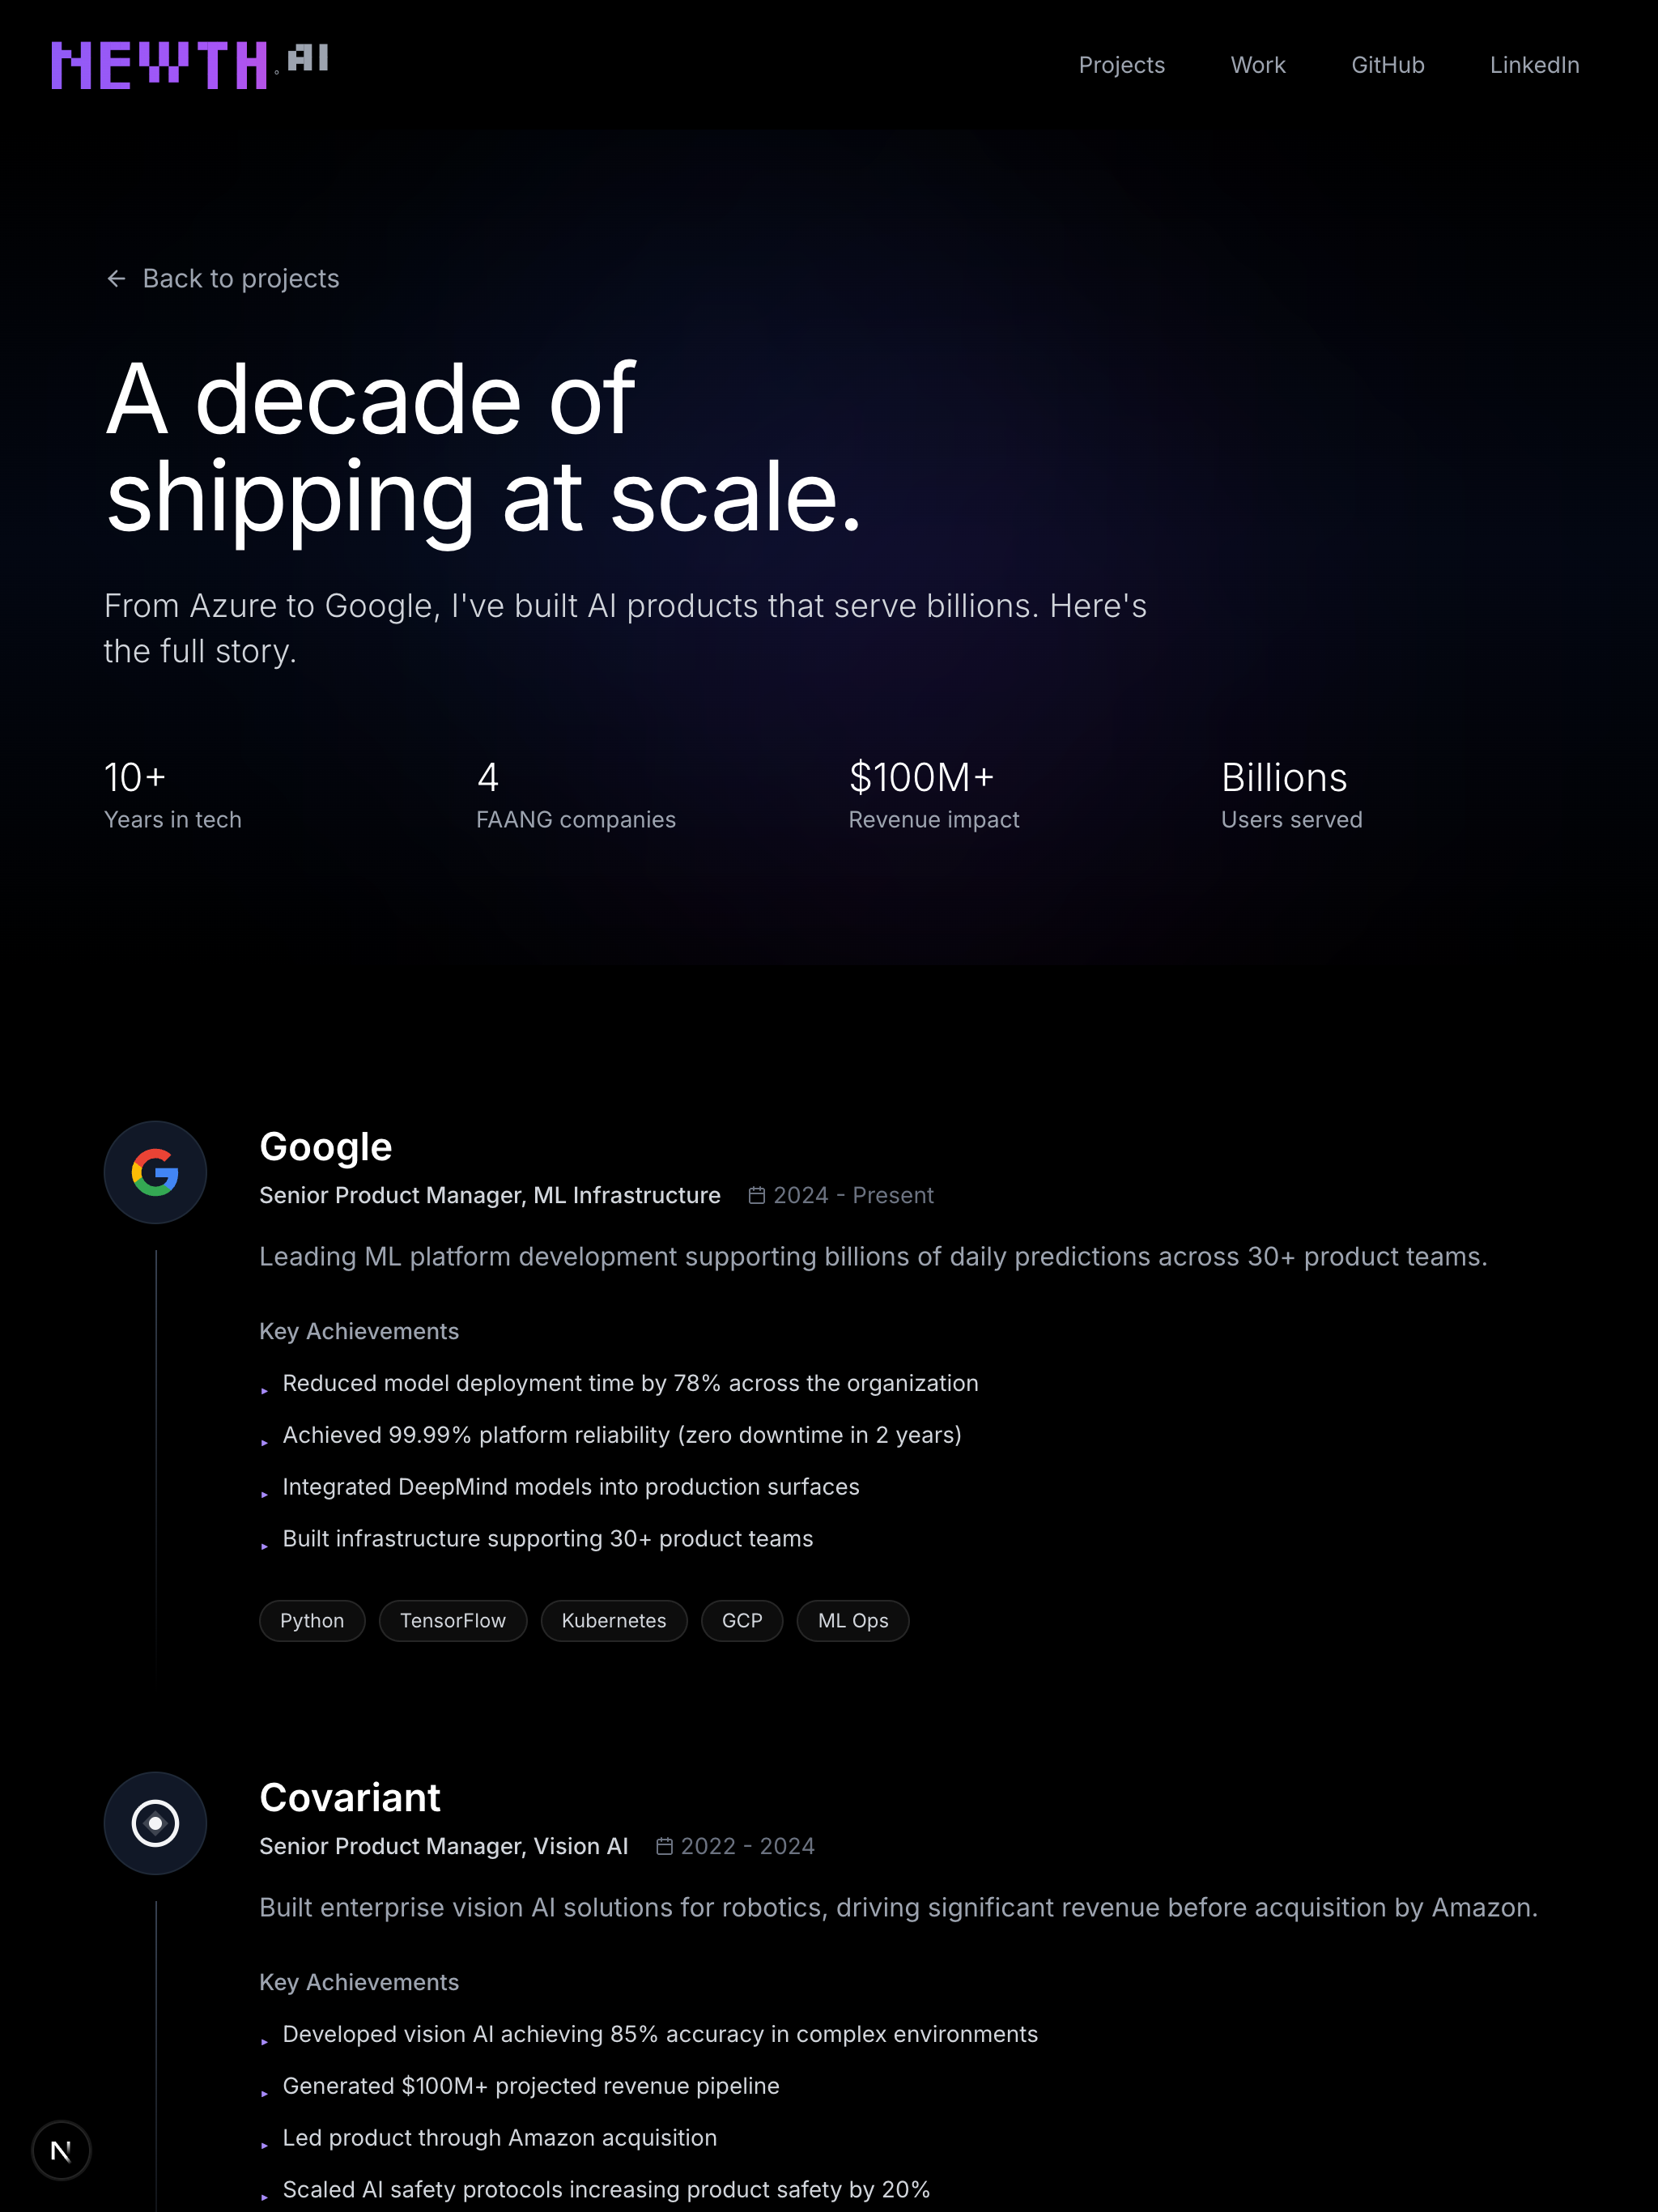 NEWTH.AI
Projects Work GitHub LinkedIn
← Back to projects
A decade of
shipping at scale.
From Azure to Google, I've built AI products that serve billions. Here's
the full story.
10+ 4 $100M+ Billions
Years in tech FAANG companies Revenue impact Users served
Google
Senior Product Manager, ML Infrastructure 2024 - Present
Leading ML platform development supporting billions of daily predictions across 30+ product teams.
Key Achievements
▸ Reduced model deployment time by 78% across the organization
▸ Achieved 99.99% platform reliability (zero downtime in 2 years)
▸ Integrated DeepMind models into production surfaces
▸ Built infrastructure supporting 30+ product teams
Python TensorFlow Kubernetes GCP ML Ops
Covariant
Senior Product Manager, Vision AI 2022 - 2024
Built enterprise vision AI solutions for robotics, driving significant revenue before acquisition by Amazon.
Key Achievements
▸ Developed vision AI achieving 85% accuracy in complex environments
▸ Generated $100M+ projected revenue pipeline
▸ Led product through Amazon acquisition
▸ Scaled AI safety protocols increasing product safety by 20%
N